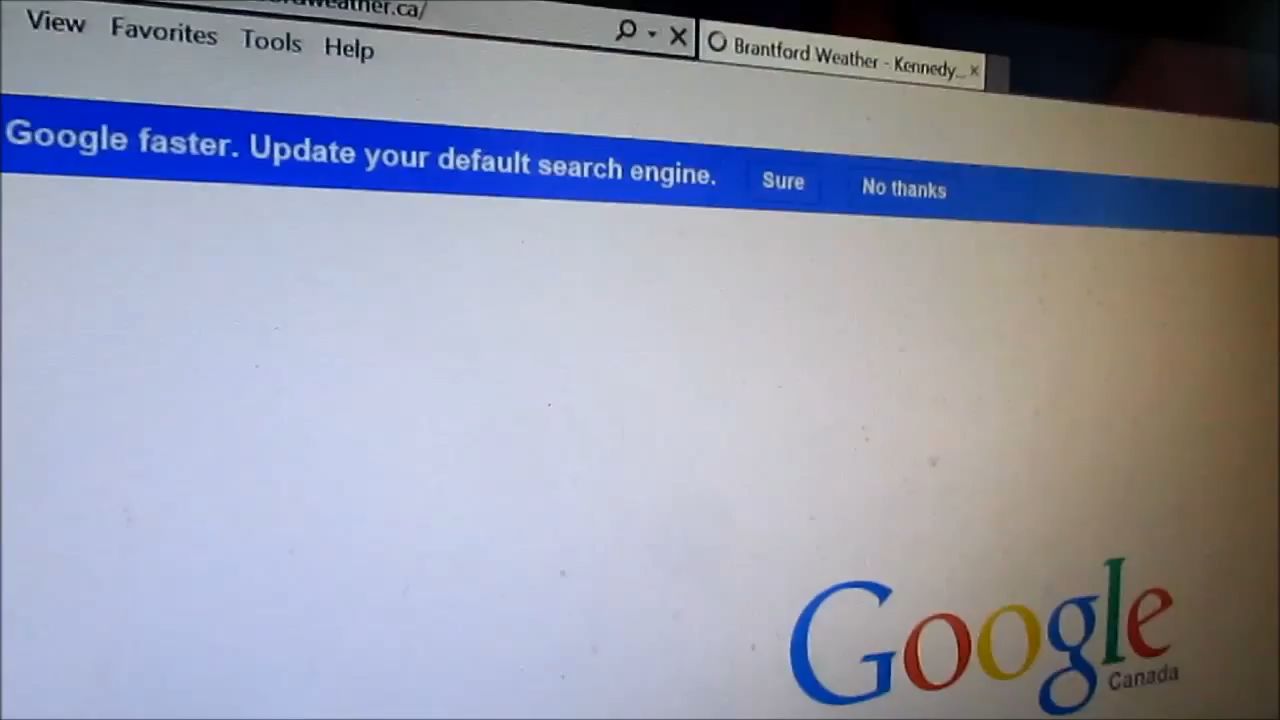 View Favorites Tools Help
Brantford Weather - Kennedy...
Google faster. Update your default search engine. Sure No thanks
Google
Canada